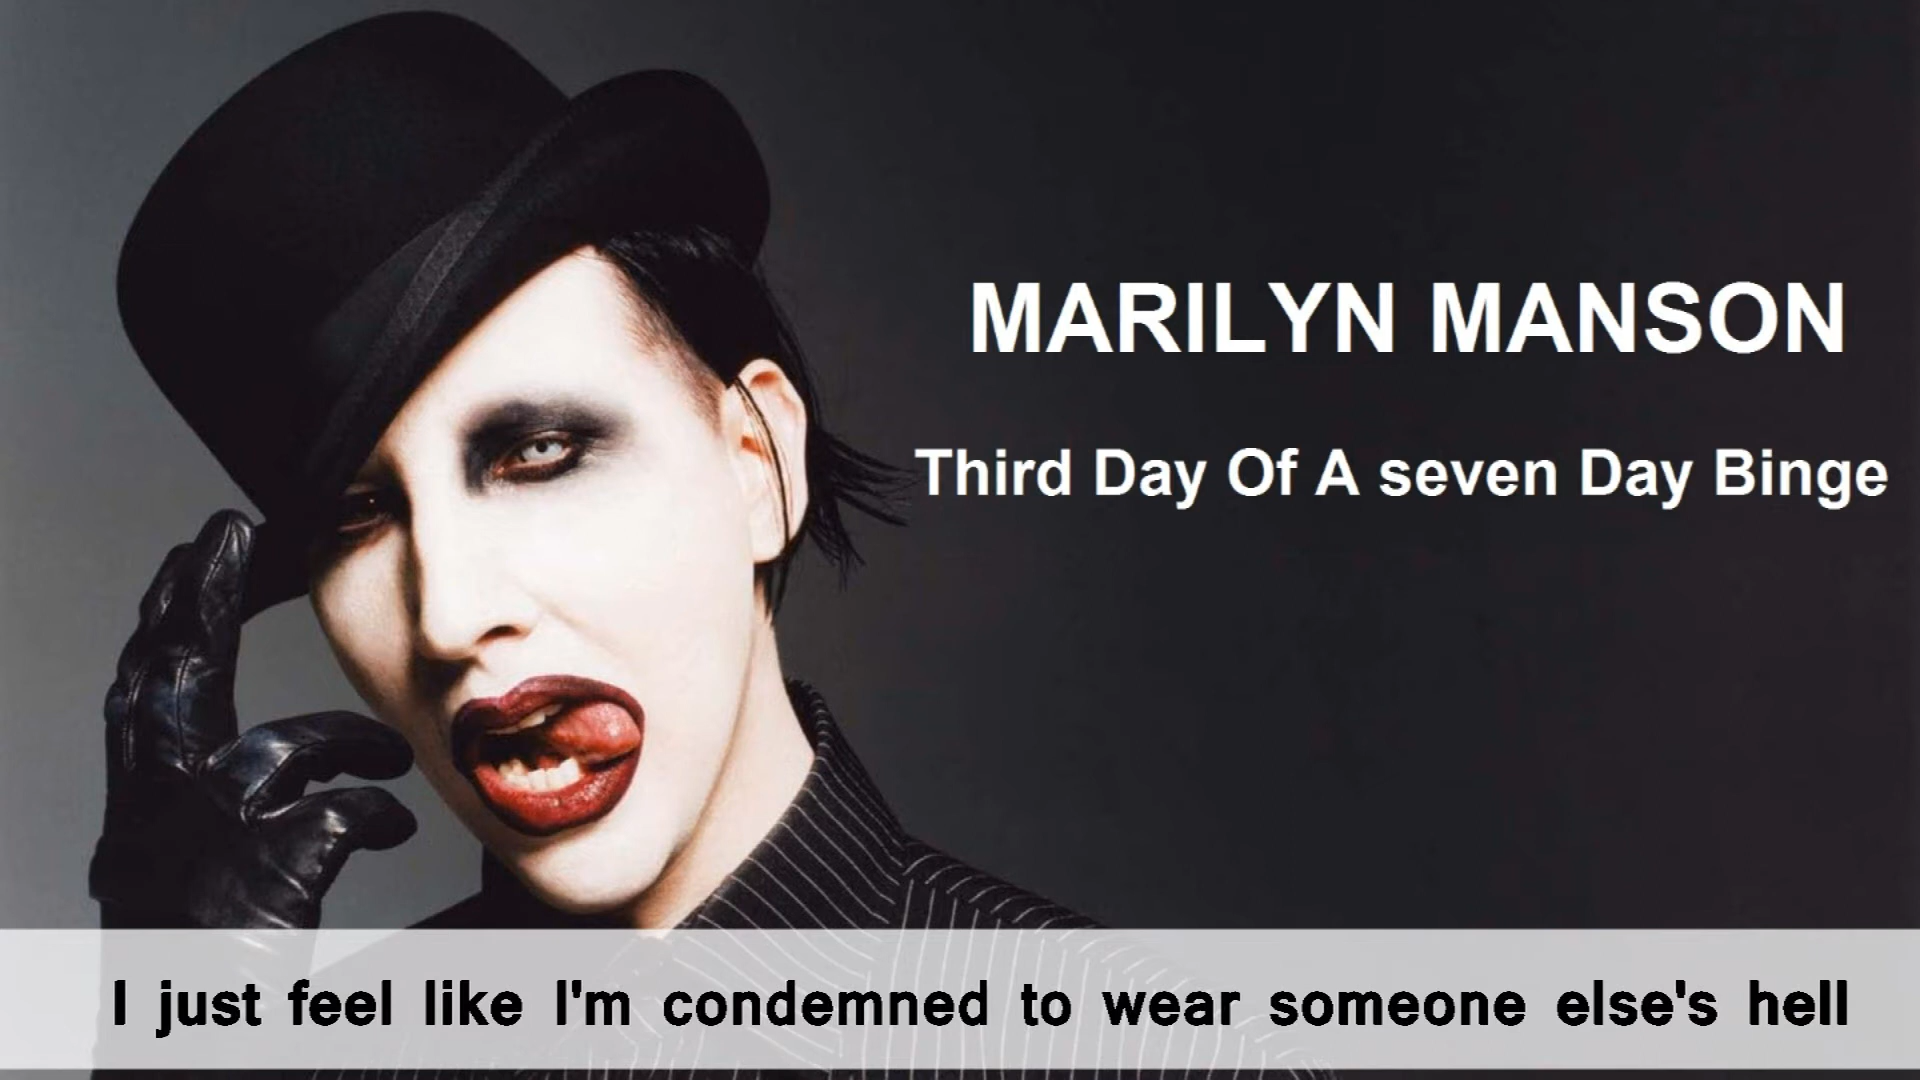 MARILYN MANSON
Third Day Of A seven Day Binge
I just feel like I'm condemned to wear someone else's hell